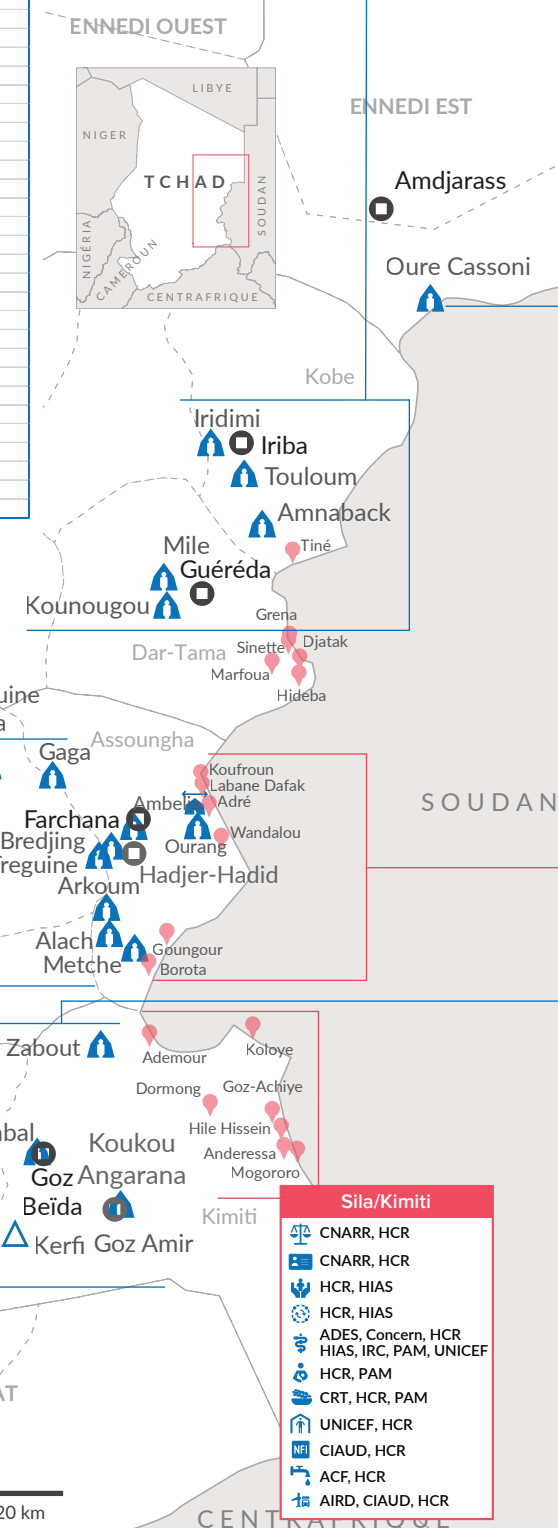 ENNEDI OUEST
LIBYE
ENNEDI EST
NIGER
TCHAD
Amdjarass
SOUDAN
NIGÉRIA
CAMEROUN
Oure Cassoni
CENTRAFRIQUE
Kobe
Iridimi
Iriba
Touloum
Amnaback
Tiné
Mile
Guéréda
Kounougou
Grena
Djatak
Sinette
Dar-Tama
Marfoua
Hideba
Assoungha
Gaga
Koufroun
Labane Dafak
Ambelia
Adré
SOUDAN
Farchana
Wandalou
Bredjing
Ourang
Treguine
Hadjer-Hadid
Arkoum
Alach
Goungour
Metche
Borota
Zabout
Ademour
Koloye
Dormong
Goz-Achiye
Hile Hissein
Koukou
Angarana
Anderessa
Mogororo
Goz
Beïda
Kimiti
Kerfi
Goz Amir
Sila/Kimiti
CNARR, HCR
CNARR, HCR
HCR, HIAS
HCR, HIAS
ADES, Concern, HCR
HIAS, IRC, PAM, UNICEF
HCR, PAM
CRT, HCR, PAM
UNICEF, HCR
NFI
CIAUD, HCR
ACF, HCR
AIRD, CIAUD, HCR
20 km
CENTRAFRIQUE